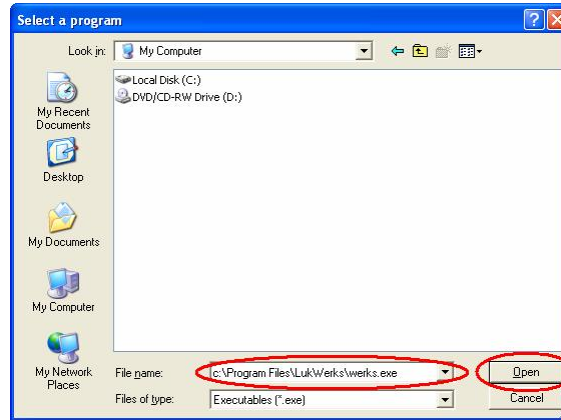 Select a program
Look in: My Computer
Local Disk (C:)
DVD/CD-RW Drive (D:)
My Recent
Documents
Desktop
My Documents
My Computer
My Network
Places
File name: c:\Program Files\LukWerks\werks.exe Open
Files of type: Executables (*.exe) Cancel